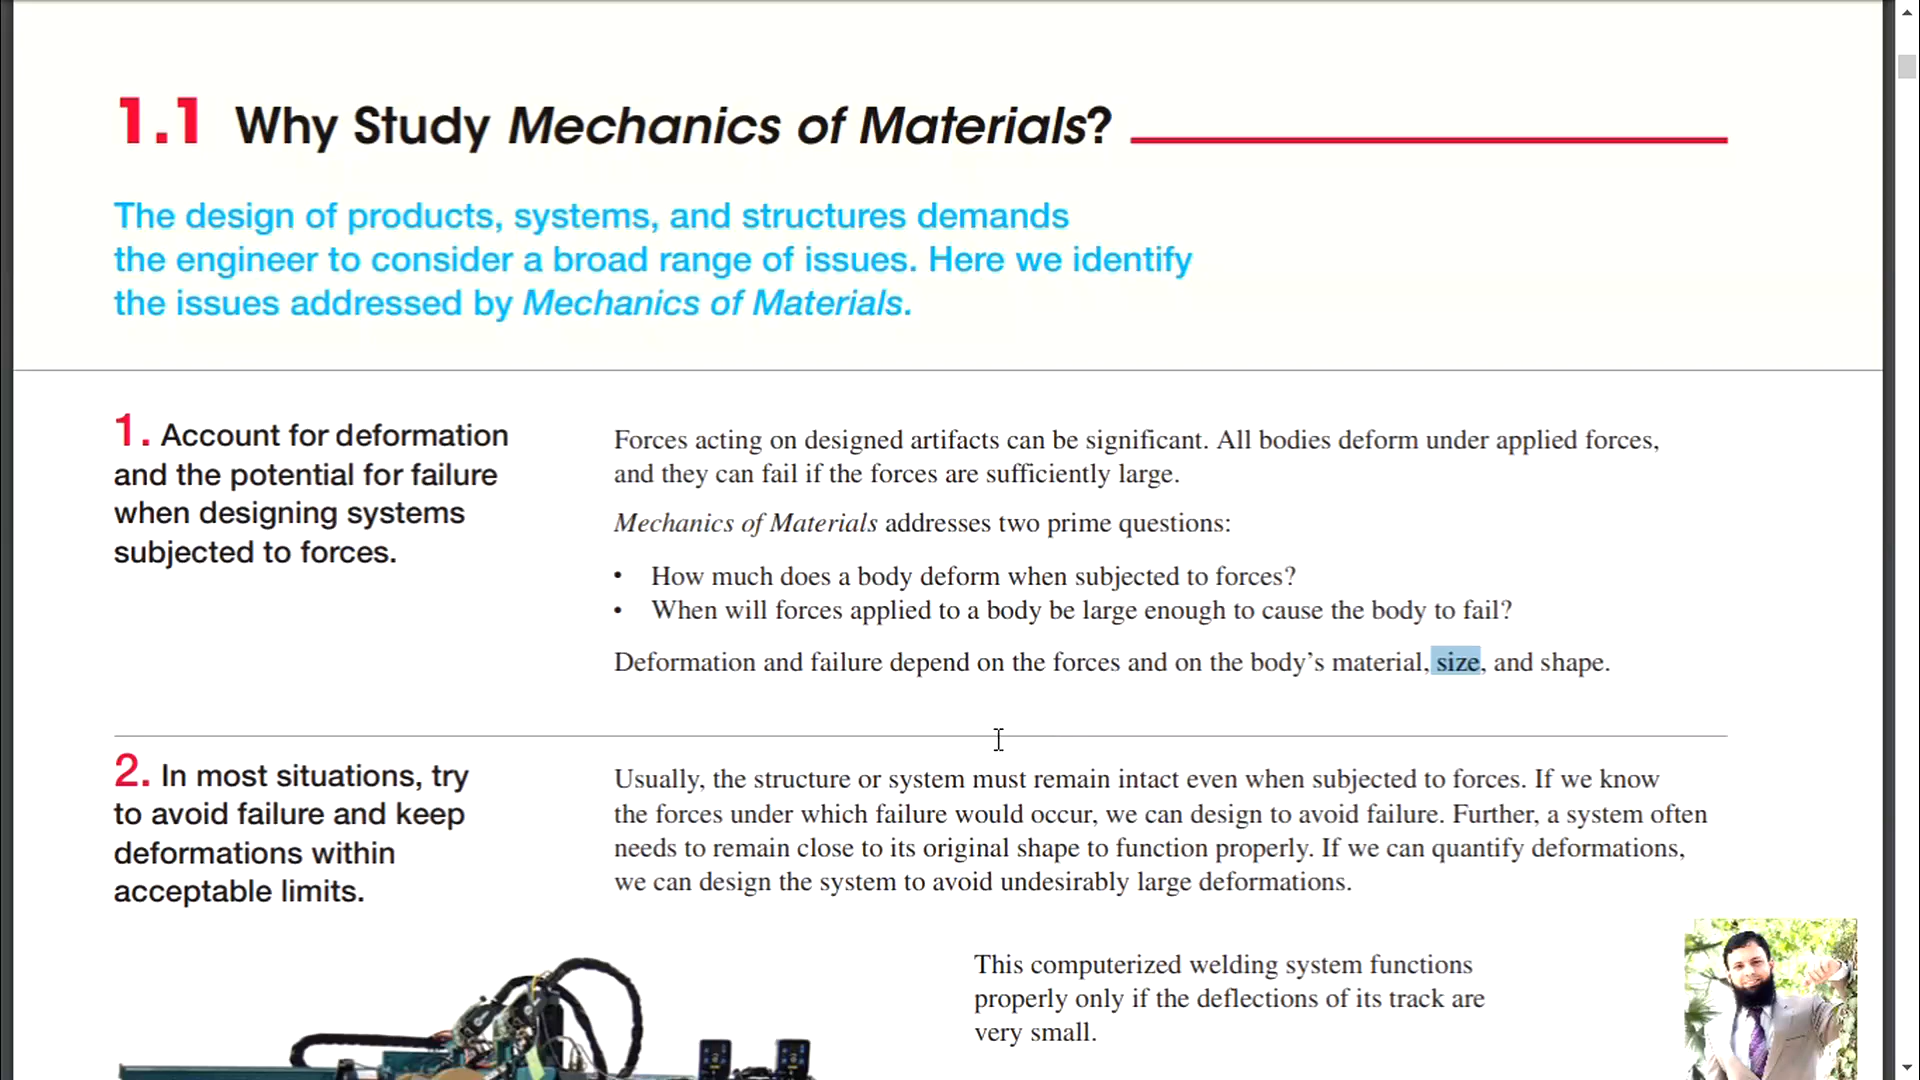 1.1 Why Study Mechanics of Materials?
The design of products, systems, and structures demands
the engineer to consider a broad range of issues. Here we identify
the issues addressed by Mechanics of Materials.
1. Account for deformation
and the potential for failure
when designing systems
subjected to forces.
Forces acting on designed artifacts can be significant. All bodies deform under applied forces,
and they can fail if the forces are sufficiently large.
Mechanics of Materials addresses two prime questions:
• How much does a body deform when subjected to forces?
• When will forces applied to a body be large enough to cause the body to fail?
Deformation and failure depend on the forces and on the body’s material, size, and shape.
2. In most situations, try
to avoid failure and keep
deformations within
acceptable limits.
Usually, the structure or system must remain intact even when subjected to forces. If we know
the forces under which failure would occur, we can design to avoid failure. Further, a system often
needs to remain close to its original shape to function properly. If we can quantify deformations,
we can design the system to avoid undesirably large deformations.
This computerized welding system functions
properly only if the deflections of its track are
very small.